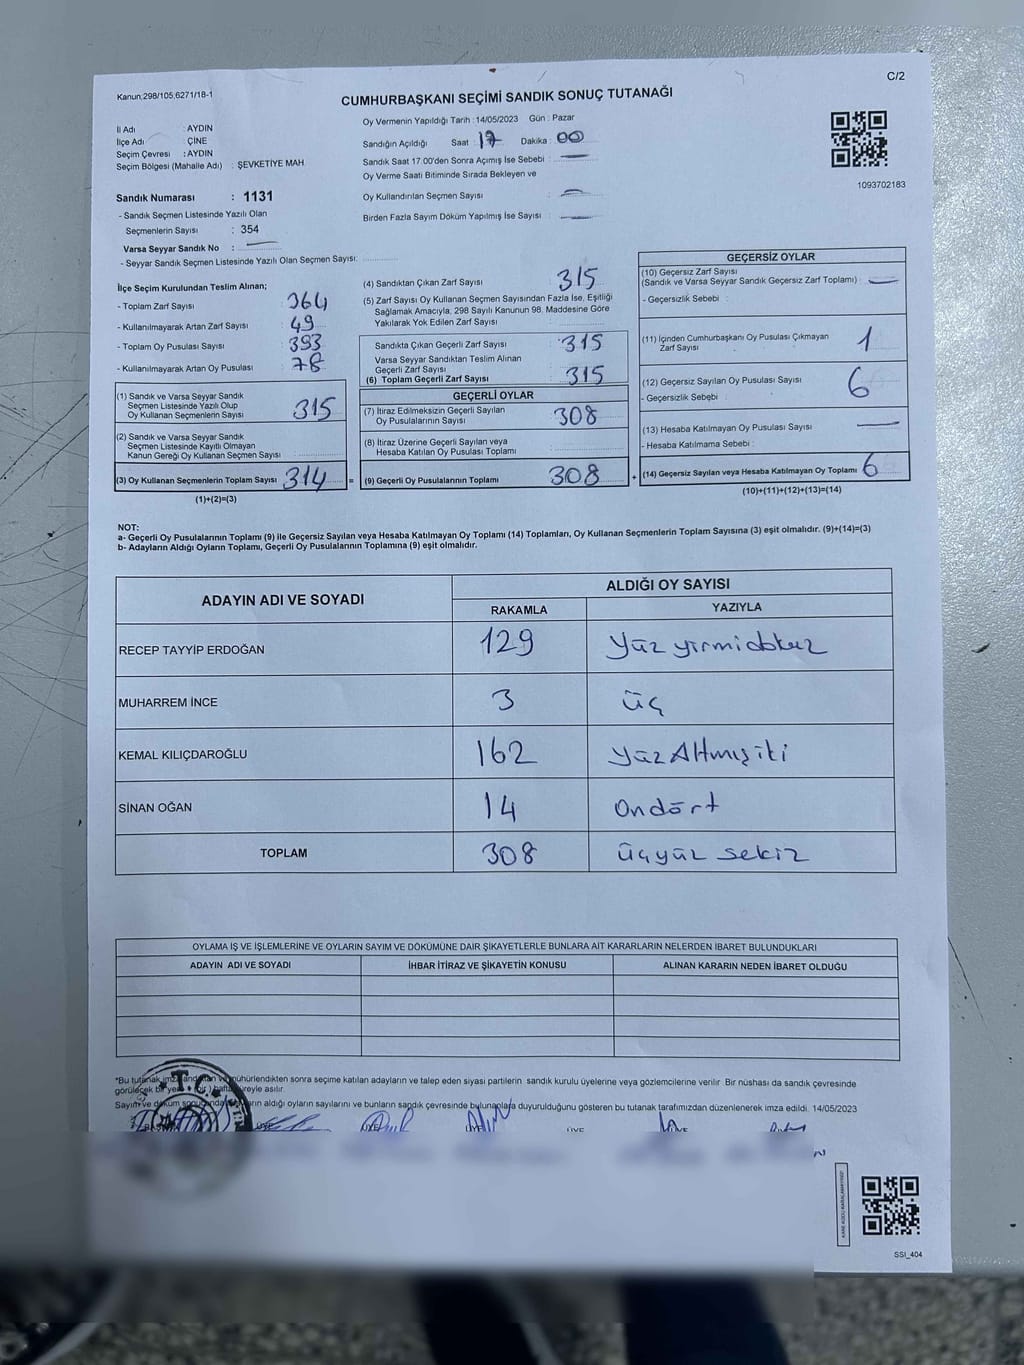 C/2
Kanun,298/105,6271/18-1
CUMHURBAŞKANI SEÇİMİ SANDIK SONUÇ TUTANAĞI
İl Adı : AYDIN
İlçe Adı : ÇİNE
Seçim Çevresi : AYDIN
Seçim Bölgesi (Mahalle Adı) : ŞEVKETİYE MAH
Oy Vermenin Yapıldığı Tarih : 14/05/2023 Gün : Pazar
Sandığın Açıldığı Saat : 17 Dakika : 00
Sandık Saat 17.00'den Sonra Açımış İse Sebebi :
Oy Verme Saati Bitiminde Sırada Bekleyen ve
Oy Kullandırılan Seçmen Sayısı :
Birden Fazla Sayım Döküm Yapılmış İse Sayısı :
1093702183
Sandık Numarası : 1131
- Sandık Seçmen Listesinde Yazılı Olan
Seçmenlerin Sayısı : 354
Varsa Seyyar Sandık No :
- Seyyar Sandık Seçmen Listesinde Yazılı Olan Seçmen Sayısı:
İlçe Seçim Kurulundan Teslim Alınan;
- Toplam Zarf Sayısı 364
- Kullanılmayarak Artan Zarf Sayısı 49
- Toplam Oy Pusulası Sayısı 393
- Kullanılmayarak Artan Oy Pusulası 78
(1) Sandık ve Varsa Seyyar Sandık
Seçmen Listesinde Yazılı Olup
Oy Kullanan Seçmenlerin Sayısı 315
(2) Sandık ve Varsa Seyyar Sandık
Seçmen Listesinde Kayıtlı Olmayan
Kanun Gereği Oy Kullanan Seçmen Sayısı
(3) Oy Kullanan Seçmenlerin Toplam Sayısı 314 =
(1)+(2)=(3)
(4) Sandıktan Çıkan Zarf Sayısı 315
(5) Zarf Sayısı Oy Kullanan Seçmen Sayısından Fazla İse, Eşitliği
Sağlamak Amacıyla, 298 Sayılı Kanunun 98. Maddesine Göre
Yakılarak Yok Edilen Zarf Sayısı
Sandıkta Çıkan Geçerli Zarf Sayısı 315
Varsa Seyyar Sandıktan Teslim Alınan
Geçerli Zarf Sayısı
(6) Toplam Geçerli Zarf Sayısı 315
GEÇERLİ OYLAR
(7) İtiraz Edilmeksizin Geçerli Sayılan
Oy Pusulalarının Sayısı 308
(8) İtiraz Üzerine Geçerli Sayılan veya
Hesaba Katılan Oy Pusulası Toplamı
(9) Geçerli Oy Pusulalarının Toplamı 308 +
GEÇERSİZ OYLAR
(10) Geçersiz Zarf Sayısı
(Sandık ve Varsa Seyyar Sandık Geçersiz Zarf Toplamı) :
- Geçersizlik Sebebi :
(11) İçinden Cumhurbaşkanı Oy Pusulası Çıkmayan
Zarf Sayısı 1
(12) Geçersiz Sayılan Oy Pusulası Sayısı 6
- Geçersizlik Sebebi :
(13) Hesaba Katılmayan Oy Pusulası Sayısı
- Hesaba Katılmama Sebebi :
(14) Geçersiz Sayılan veya Hesaba Katılmayan Oy Toplamı 6
(10)+(11)+(12)+(13)=(14)
NOT:
a- Geçerli Oy Pusulalarının Toplamı (9) ile Geçersiz Sayılan veya Hesaba Katılmayan Oy Toplamı (14) Toplamları, Oy Kullanan Seçmenlerin Toplam Sayısına (3) eşit olmalıdır. (9)+(14)=(3)
b- Adayların Aldığı Oyların Toplamı, Geçerli Oy Pusulalarının Toplamına (9) eşit olmalıdır.
ADAYIN ADI VE SOYADI ALDIĞI OY SAYISI
RAKAMLA YAZIYLA
RECEP TAYYİP ERDOĞAN 129 Yüz yirmidokuz
MUHARREM İNCE 3 üç
KEMAL KILIÇDAROĞLU 162 YüzAltmışiki
SİNAN OĞAN 14 Ondört
TOPLAM 308 üçyüz sekiz
OYLAMA İŞ VE İŞLEMLERİNE VE OYLARIN SAYIM VE DÖKÜMÜNE DAİR ŞİKAYETLERLE BUNLARA AİT KARARLARIN NELERDEN İBARET BULUNDUKLARI
ADAYIN ADI VE SOYADI İHBAR İTİRAZ VE ŞİKAYETİN KONUSU ALINAN KARARIN NEDEN İBARET OLDUĞU
*Bu tutanak mühürlendikten sonra seçime katılan adayların ve talep eden siyasi partilerin sandık kurulu üyelerine veya gözlemcilerine verilir. Bir nüshası da sandık çevresinde
görülecek bir yere bir hafta süreyle asılır.
Sayım ve döküm sonucunda aldığı oyların sayılarını ve bunların sandık çevresinde bulunanlara duyurulduğunu gösteren bu tutanak tarafımızdan düzenlenerek imza edildi. 14/05/2023
T.C.
ÜYE ÜYE ÜYE ÜYE ÜYE
SSI_404